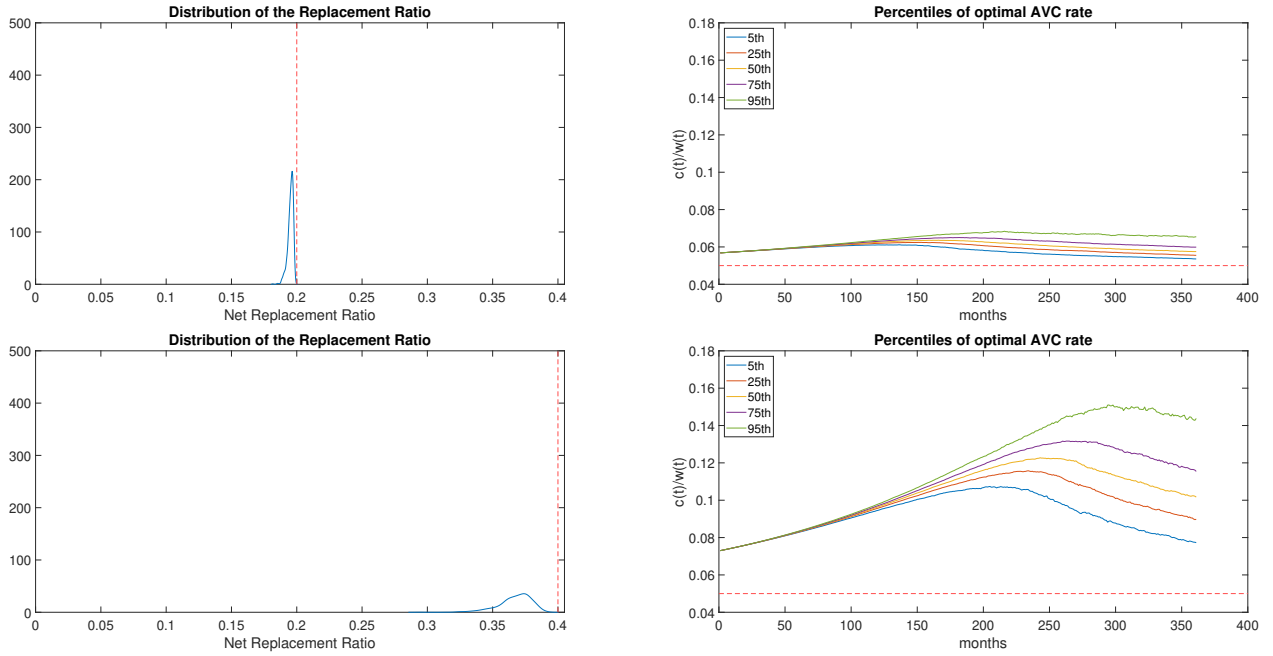 Distribution of the Replacement Ratio
500
400
300
200
100
0
0 0.05 0.1 0.15 0.2 0.25 0.3 0.35 0.4
Net Replacement Ratio
Percentiles of optimal AVC rate
0.18
0.16
0.14
0.12
0.1
0.08
0.06
0.04
c(t)/w(t)
5th
25th
50th
75th
95th
0 50 100 150 200 250 300 350 400
months
Distribution of the Replacement Ratio
500
400
300
200
100
0
0 0.05 0.1 0.15 0.2 0.25 0.3 0.35 0.4
Net Replacement Ratio
Percentiles of optimal AVC rate
0.18
0.16
0.14
0.12
0.1
0.08
0.06
0.04
c(t)/w(t)
5th
25th
50th
75th
95th
0 50 100 150 200 250 300 350 400
months